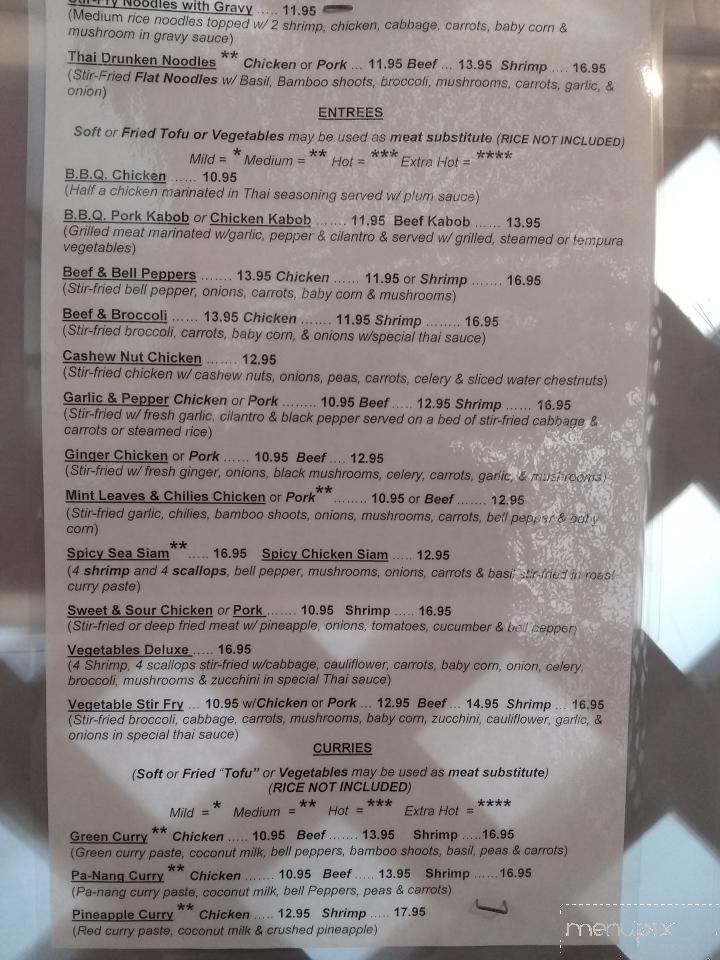 Stir-Fry Noodles with Gravy ..... 11.95
(Medium rice noodles topped w/ 2 shrimp, chicken, cabbage, carrots, baby corn &
mushroom in gravy sauce)
Thai Drunken Noodles ** Chicken or Pork ... 11.95 Beef ... 13.95 Shrimp .... 16.95
(Stir-Fried Flat Noodles w/ Basil, Bamboo shoots, broccoli, mushrooms, carrots, garlic, &
onion)
ENTREES
Soft or Fried Tofu or Vegetables may be used as meat substitute (RICE NOT INCLUDED)
Mild = * Medium = ** Hot = *** Extra Hot = ****
B.B.Q. Chicken ...... 10.95
(Half a chicken marinated in Thai seasoning served w/ plum sauce)
B.B.Q. Pork Kabob or Chicken Kabob ....... 11.95 Beef Kabob ...... 13.95
(Grilled meat marinated w/garlic, pepper & cilantro & served w/ grilled, steamed or tempura
vegetables)
Beef & Bell Peppers ....... 13.95 Chicken ...... 11.95 or Shrimp ....... 16.95
(Stir-fried bell pepper, onions, carrots, baby corn & mushrooms)
Beef & Broccoli ...... 13.95 Chicken ....... 11.95 Shrimp ........ 16.95
(Stir-fried broccoli, carrots, baby corn, & onions w/special thai sauce)
Cashew Nut Chicken ....... 12.95
(Stir-fried chicken w/ cashew nuts, onions, peas, carrots, celery & sliced water chestnuts)
Garlic & Pepper Chicken or Pork ........ 10.95 Beef ..... 12.95 Shrimp ...... 16.95
(Stir-fried w/ fresh garlic, cilantro & black pepper served on a bed of stir-fried cabbage &
carrots or steamed rice)
Ginger Chicken or Pork ..... 10.95 Beef .... 12.95
(Stir-fried w/ fresh ginger, onions, black mushrooms, celery, carrots, garlic, & mushrooms)
Mint Leaves & Chilies Chicken or Pork**........ 10.95 or Beef ....... 12.95
(Stir-fried garlic, chilies, bamboo shoots, onions, mushrooms, carrots, bell pepper & baby
corn)
Spicy Sea Siam**..... 16.95 Spicy Chicken Siam ..... 12.95
(4 shrimp and 4 scallops, bell pepper, mushrooms, onions, carrots & basil stir-fried in roast
curry paste)
Sweet & Sour Chicken or Pork ....... 10.95 Shrimp ..... 16.95
(Stir-fried or deep fried meat w/ pineapple, onions, tomatoes, cucumber & bell pepper)
Vegetables Deluxe ..... 16.95
(4 Shrimp, 4 scallops stir-fried w/cabbage, cauliflower, carrots, baby corn, onion, celery,
broccoli, mushrooms & zucchini in special Thai sauce)
Vegetable Stir Fry ... 10.95 w/Chicken or Pork ... 12.95 Beef ... 14.95 Shrimp ... 16.95
(Stir-fried broccoli, cabbage, carrots, mushrooms, baby corn, zucchini, cauliflower, garlic, &
onions in special thai sauce)
CURRIES
(Soft or Fried "Tofu" or Vegetables may be used as meat substitute)
(RICE NOT INCLUDED)
Mild = * Medium = ** Hot = *** Extra Hot = ****
Green Curry ** Chicken ..... 10.95 Beef ....... 13.95 Shrimp .....16.95
(Green curry paste, coconut milk, bell peppers, bamboo shoots, basil, peas & carrots)
Pa-Nang Curry ** Chicken ..... 10.95 Beef ..... 13.95 Shrimp ......16.95
(Pa-nang curry paste, coconut milk, bell Peppers, peas & carrots)
Pineapple Curry ** Chicken ..... 12.95 Shrimp ..... 17.95
(Red curry paste, coconut milk & crushed pineapple)
menupix